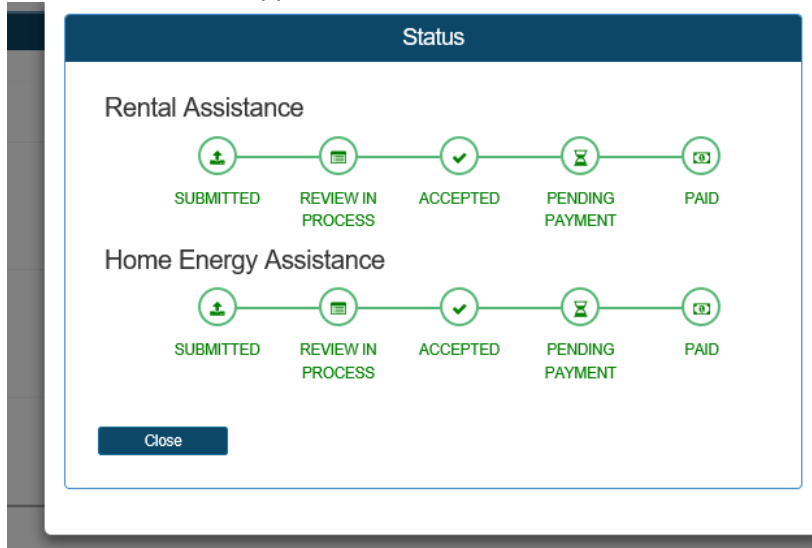 Status
Rental Assistance
SUBMITTED REVIEW IN PROCESS ACCEPTED PENDING PAYMENT PAID
Home Energy Assistance
SUBMITTED REVIEW IN PROCESS ACCEPTED PENDING PAYMENT PAID
Close